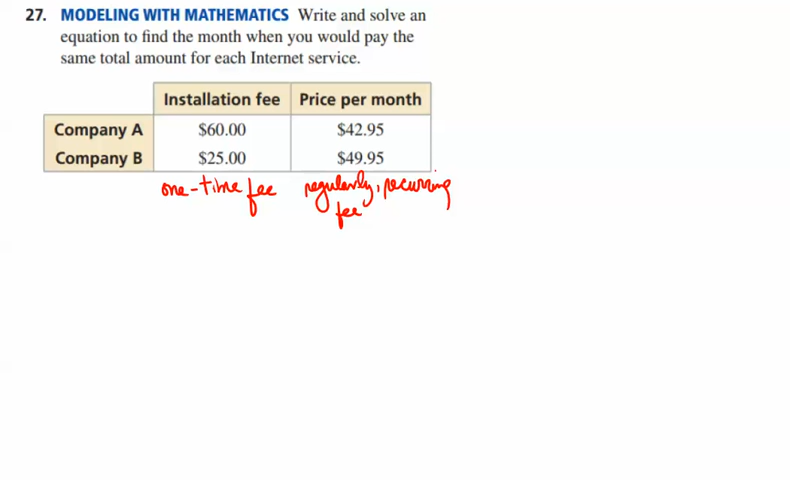 27. MODELING WITH MATHEMATICS Write and solve an
equation to find the month when you would pay the
same total amount for each Internet service.
Installation fee Price per month
Company A $60.00 $42.95
Company B $25.00 $49.95
one-time fee regularly, recurring
fee